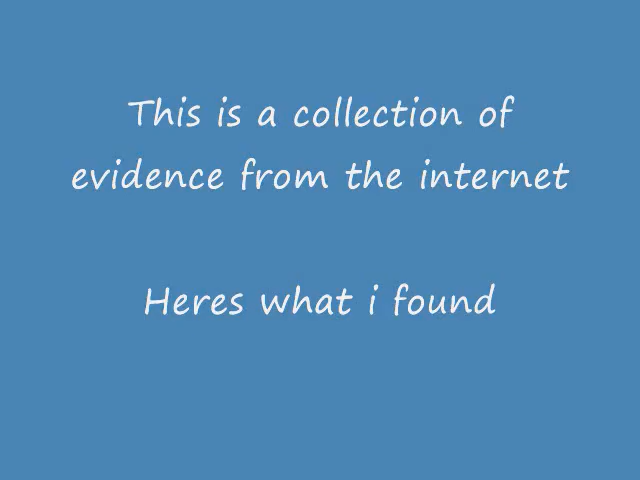 This is a collection of
evidence from the internet
Heres what i found